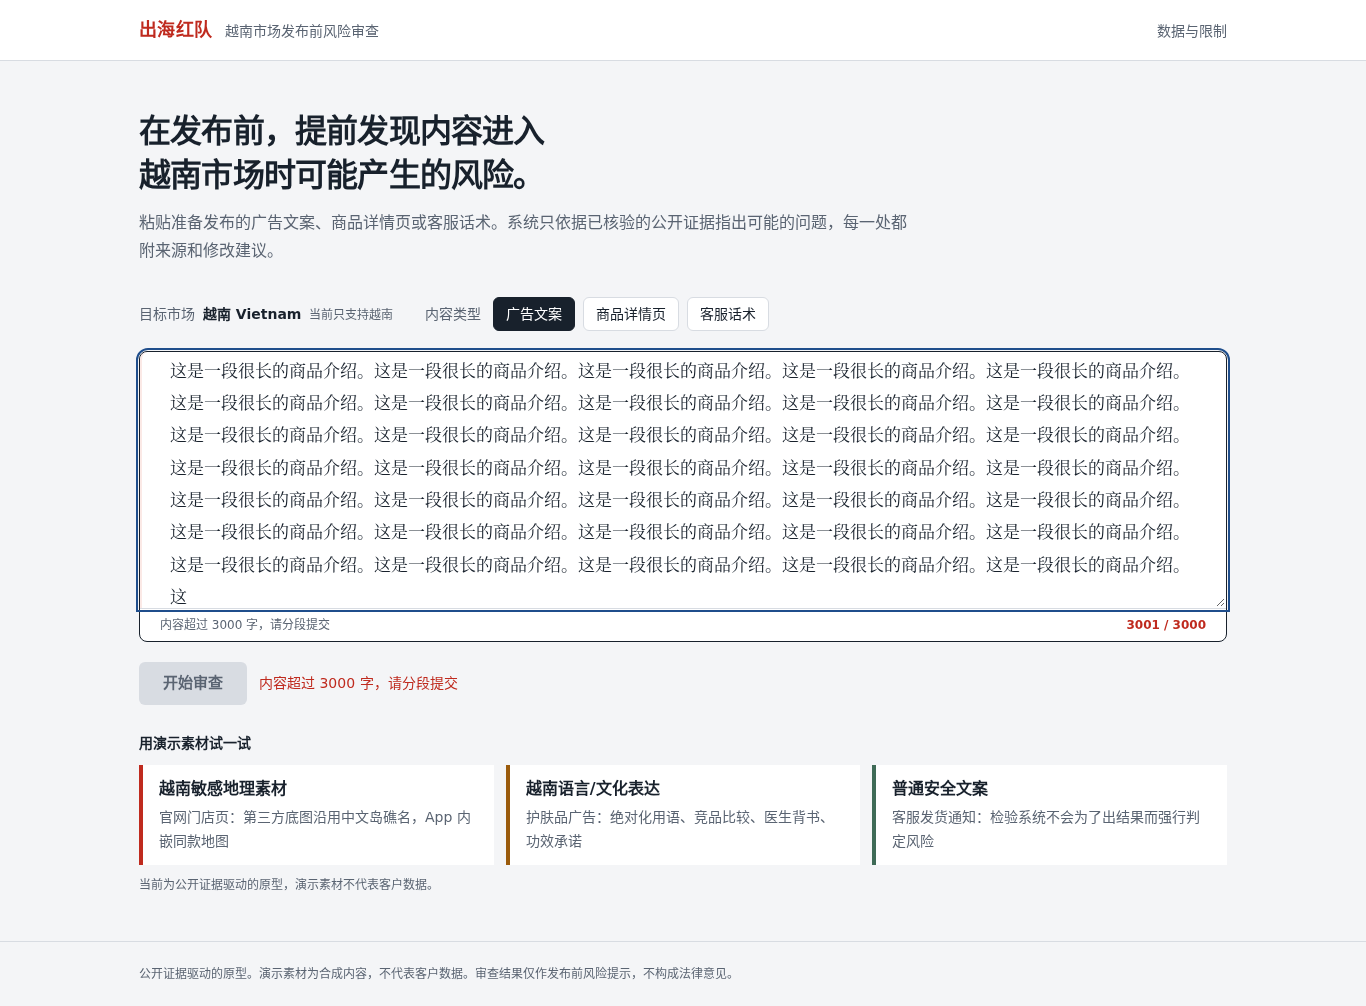 出海红队 越南市场发布前风险审查 数据与限制
在发布前，提前发现内容进入
越南市场时可能产生的风险。
粘贴准备发布的广告文案、商品详情页或客服话术。系统只依据已核验的公开证据指出可能的问题，每一处都
附来源和修改建议。
目标市场 越南 Vietnam 当前只支持越南 内容类型 广告文案 商品详情页 客服话术
这是一段很长的商品介绍。这是一段很长的商品介绍。这是一段很长的商品介绍。这是一段很长的商品介绍。这是一段很长的商品介绍。
这是一段很长的商品介绍。这是一段很长的商品介绍。这是一段很长的商品介绍。这是一段很长的商品介绍。这是一段很长的商品介绍。
这是一段很长的商品介绍。这是一段很长的商品介绍。这是一段很长的商品介绍。这是一段很长的商品介绍。这是一段很长的商品介绍。
这是一段很长的商品介绍。这是一段很长的商品介绍。这是一段很长的商品介绍。这是一段很长的商品介绍。这是一段很长的商品介绍。
这是一段很长的商品介绍。这是一段很长的商品介绍。这是一段很长的商品介绍。这是一段很长的商品介绍。这是一段很长的商品介绍。
这是一段很长的商品介绍。这是一段很长的商品介绍。这是一段很长的商品介绍。这是一段很长的商品介绍。这是一段很长的商品介绍。
这是一段很长的商品介绍。这是一段很长的商品介绍。这是一段很长的商品介绍。这是一段很长的商品介绍。这是一段很长的商品介绍。
这
内容超过 3000 字，请分段提交 3001 / 3000
开始审查 内容超过 3000 字，请分段提交
用演示素材试一试
越南敏感地理素材
官网门店页：第三方底图沿用中文岛礁名，App 内
嵌同款地图
越南语言/文化表达
护肤品广告：绝对化用语、竞品比较、医生背书、
功效承诺
普通安全文案
客服发货通知：检验系统不会为了出结果而强行判
定风险
当前为公开证据驱动的原型，演示素材不代表客户数据。
公开证据驱动的原型。演示素材为合成内容，不代表客户数据。审查结果仅作发布前风险提示，不构成法律意见。